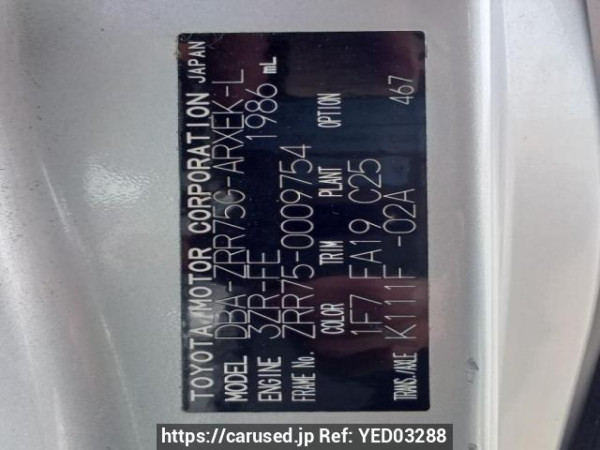 TOYOTA MOTOR CORPORATION JAPAN
MODEL DBA-ZRR75G-ARXEK-L
ENGINE 3ZR-FE 1986 mL
FRAME No. ZRR75-0009754
COLOR TRIM PLANT OPTION
1F7 FA19 C25 467
TRANS./AXLE K111F -02A
https://carused.jp Ref: YED03288